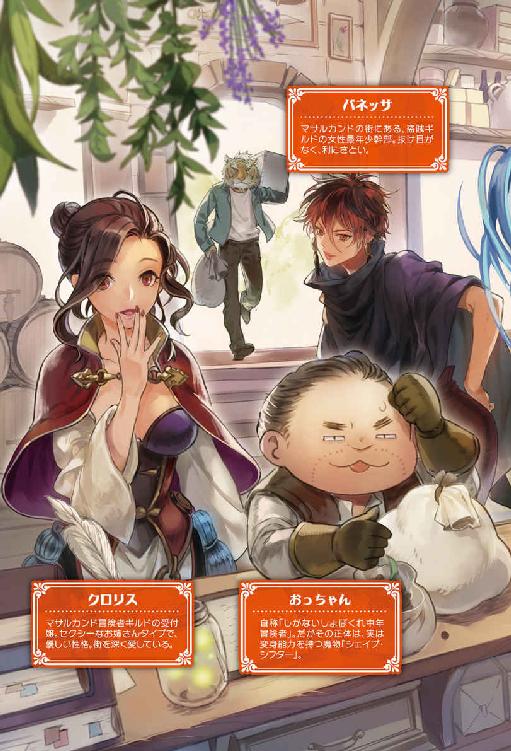 バネッサ
マサルカンドの街にある、盗賊ギ
ルドの女性最年少幹部。抜け目が
なく、利にさとい。
クロリス
マサルカンド冒険者ギルドの受付
嬢。セクシーなお姉さんタイプで、
優しい性格。街を深く愛している。
おっちゃん
自称「しがないしょぼくれ中年
冒険者」。だがその正体は、実は
変身能力を持つ魔物「シェイプ・
シフター」。